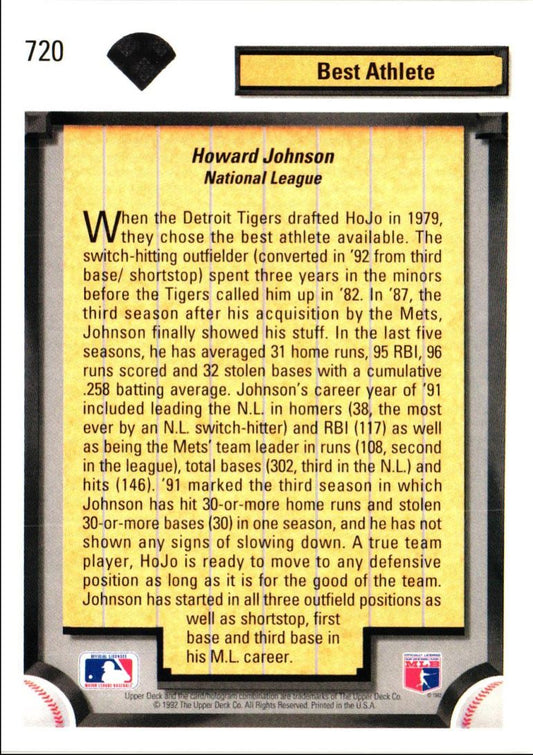 720
Best Athlete
Howard Johnson
National League
When the Detroit Tigers drafted HoJo in 1979,
they chose the best athlete available. The
switch-hitting outfielder (converted in '92 from third
base/ shortstop) spent three years in the minors
before the Tigers called him up in '82. In '87, the
third season after his acquisition by the Mets,
Johnson finally showed his stuff. In the last five
seasons, he has averaged 31 home runs, 95 RBI, 96
runs scored and 32 stolen bases with a cumulative
.258 batting average. Johnson's career year of '91
included leading the N.L. in homers (38, the most
ever by an N.L. switch-hitter) and RBI (117) as well
as being the Mets' team leader in runs (108, second
in the league), total bases (302, third in the N.L.) and
hits (146). '91 marked the third season in which
Johnson has hit 30-or-more home runs and stolen
30-or-more bases (30) in one season, and he has not
shown any signs of slowing down. A true team
player, HoJo is ready to move to any defensive
position as long as it is for the good of the team.
Johnson has started in all three outfield positions as
well as shortstop, first
base and third base in
his M.L. career.
OFFICIAL LICENSEE
MAJOR LEAGUE BASEBALL
MLB
Upper Deck and the card/hologram combination are trademarks of The Upper Deck Co.
© 1992 The Upper Deck Co. All Rights Reserved. Printed in the U.S.A.